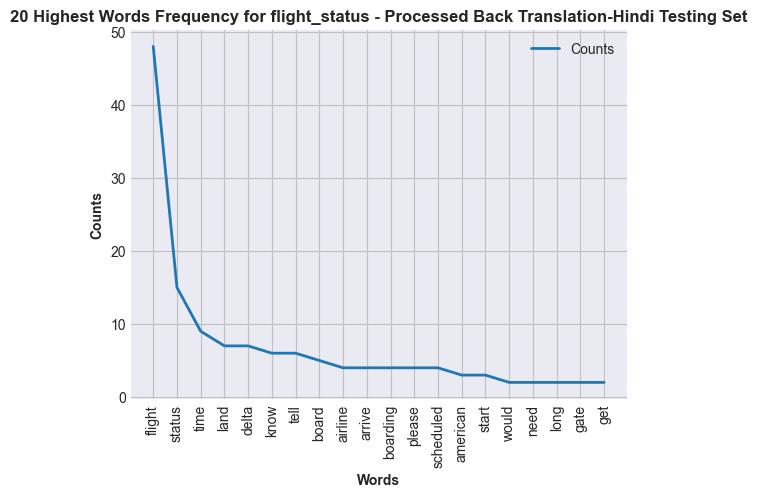 20 Highest Words Frequency for flight_status - Processed Back Translation-Hindi Testing Set
Counts
50
40
30
20
10
0
Counts
flight
status
time
land
delta
know
tell
board
airline
arrive
boarding
please
scheduled
american
start
would
need
long
gate
get
Words